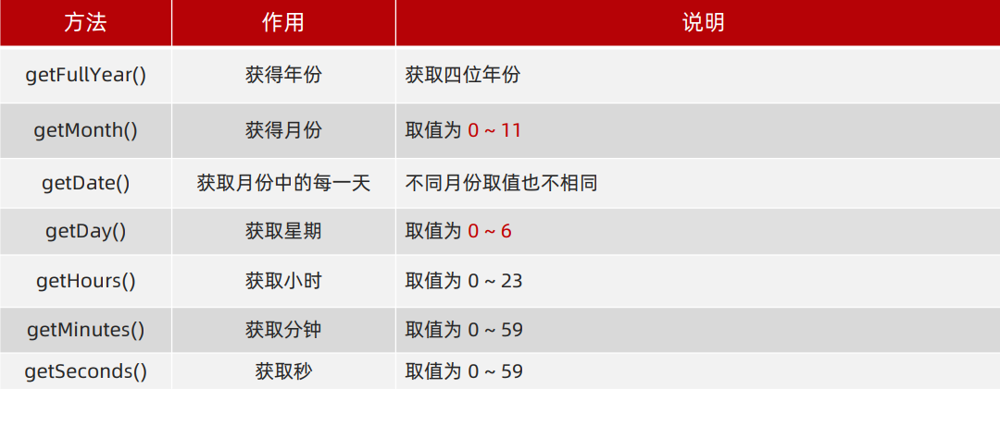 方法 作用 说明
getFullYear() 获得年份 获取四位年份
getMonth() 获得月份 取值为 0 ~ 11
getDate() 获取月份中的每一天 不同月份取值也不相同
getDay() 获取星期 取值为 0 ~ 6
getHours() 获取小时 取值为 0 ~ 23
getMinutes() 获取分钟 取值为 0 ~ 59
getSeconds() 获取秒 取值为 0 ~ 59